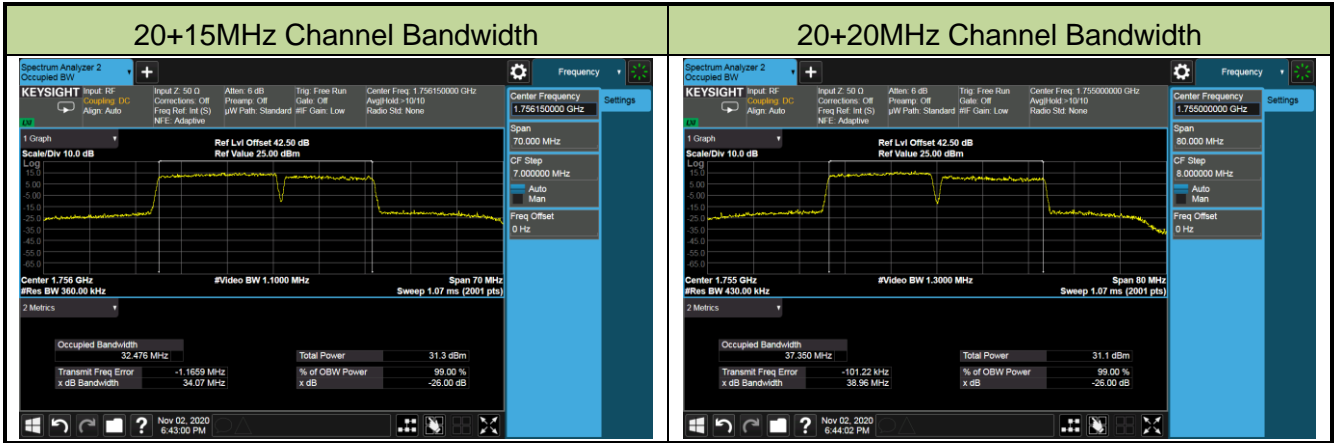 20+15MHz Channel Bandwidth
Spectrum Analyzer 2
Occupied BW
KEYSIGHT
Input: RF
Coupling: DC
Align: Auto
Input Z: 50 Ω
Corrections: Off
Freq Ref: Int (S)
NFE: Adaptive
Atten: 6 dB
Preamp: Off
µW Path: Standard
Trig: Free Run
Gate: Off
#IF Gain: Low
Center Freq: 1.756150000 GHz
Avg|Hold:>10/10
Radio Std: None
1 Graph
Scale/Div 10.0 dB
Ref Lvl Offset 42.50 dB
Ref Value 25.00 dBm
Log
15.0
5.00
-5.00
-15.0
-25.0
-35.0
-45.0
-55.0
-65.0
Center 1.756 GHz
#Video BW 1.1000 MHz
Span 70 MHz
#Res BW 360.00 kHz
Sweep 1.07 ms (2001 pts)
2 Metrics
Occupied Bandwidth
32.476 MHz
Total Power 31.3 dBm
Transmit Freq Error -1.1659 MHz
% of OBW Power 99.00 %
x dB Bandwidth 34.07 MHz
x dB -26.00 dB
Nov 02, 2020
6:43:00 PM
Frequency
Center Frequency
1.756150000 GHz
Settings
Span
70.000 MHz
CF Step
7.000000 MHz
Auto
Man
Freq Offset
0 Hz
20+20MHz Channel Bandwidth
Spectrum Analyzer 2
Occupied BW
KEYSIGHT
Input: RF
Coupling: DC
Align: Auto
Input Z: 50 Ω
Corrections: Off
Freq Ref: Int (S)
NFE: Adaptive
Atten: 6 dB
Preamp: Off
µW Path: Standard
Trig: Free Run
Gate: Off
#IF Gain: Low
Center Freq: 1.755000000 GHz
Avg|Hold:>10/10
Radio Std: None
1 Graph
Scale/Div 10.0 dB
Ref Lvl Offset 42.50 dB
Ref Value 25.00 dBm
Log
15.0
5.00
-5.00
-15.0
-25.0
-35.0
-45.0
-55.0
-65.0
Center 1.755 GHz
#Video BW 1.3000 MHz
Span 80 MHz
#Res BW 430.00 kHz
Sweep 1.07 ms (2001 pts)
2 Metrics
Occupied Bandwidth
37.350 MHz
Total Power 31.1 dBm
Transmit Freq Error -101.22 kHz
% of OBW Power 99.00 %
x dB Bandwidth 38.96 MHz
x dB -26.00 dB
Nov 02, 2020
6:44:02 PM
Frequency
Center Frequency
1.755000000 GHz
Settings
Span
80.000 MHz
CF Step
8.000000 MHz
Auto
Man
Freq Offset
0 Hz